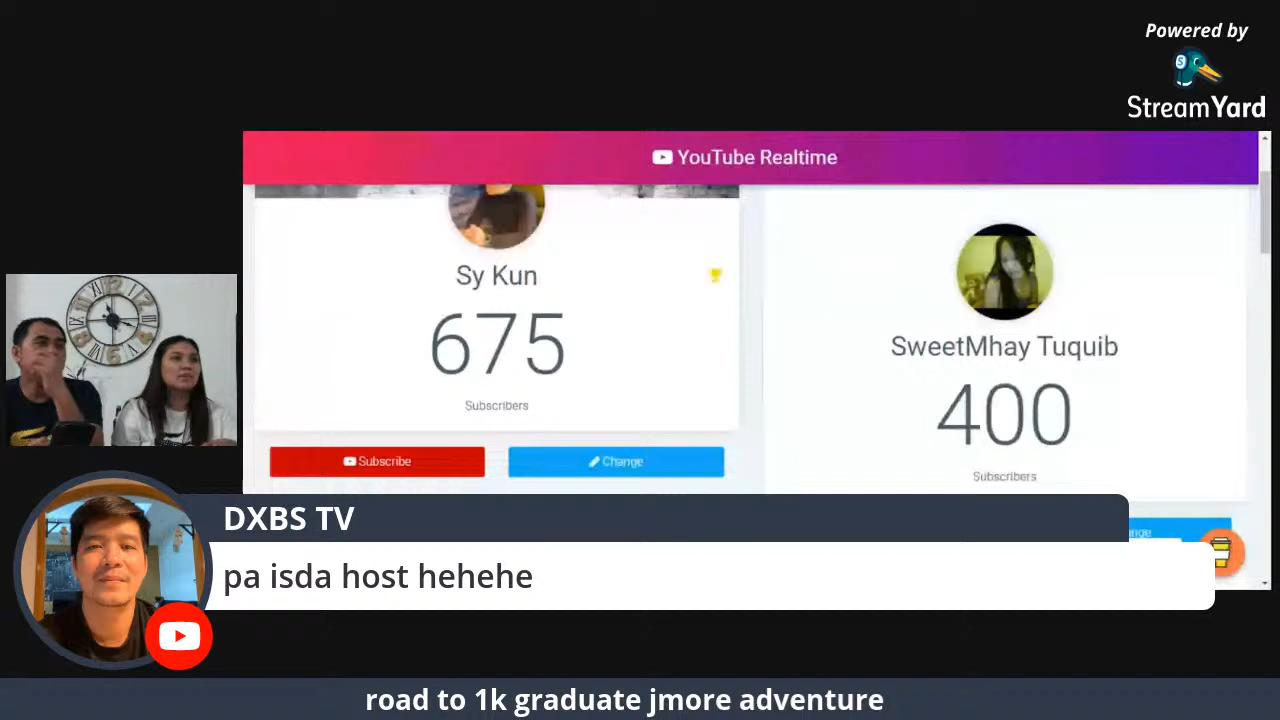 Powered by
StreamYard
YouTube Realtime
Sy Kun
675
Subscribers
Subscribe
Change
SweetMhay Tuquib
400
Subscribers
DXBS TV
pa isda host hehehe
road to 1k graduate jmore adventure